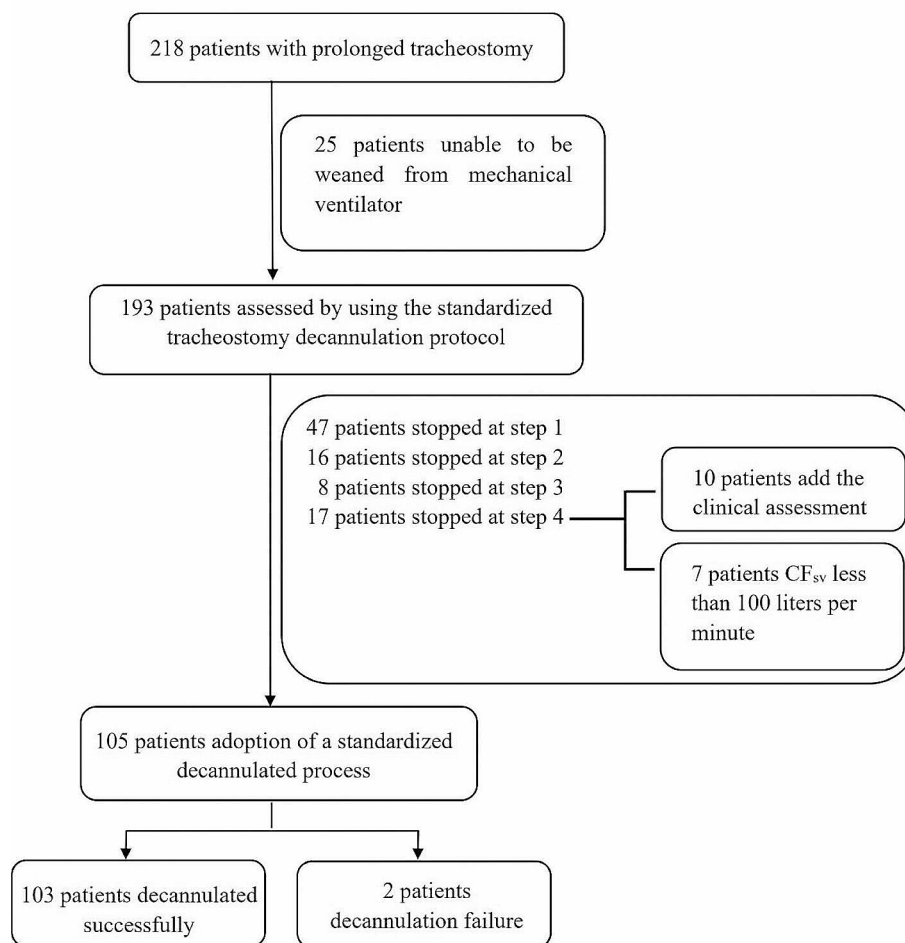 218 patients with prolonged tracheostomy
25 patients unable to be
weaned from mechanical
ventilator
193 patients assessed by using the standardized
tracheostomy decannulation protocol
47 patients stopped at step 1
16 patients stopped at step 2
8 patients stopped at step 3
17 patients stopped at step 4
10 patients add the
clinical assessment
7 patients CFsv less
than 100 liters per
minute
105 patients adoption of a standardized
decannulated process
103 patients decannulated
successfully
2 patients
decannulation failure